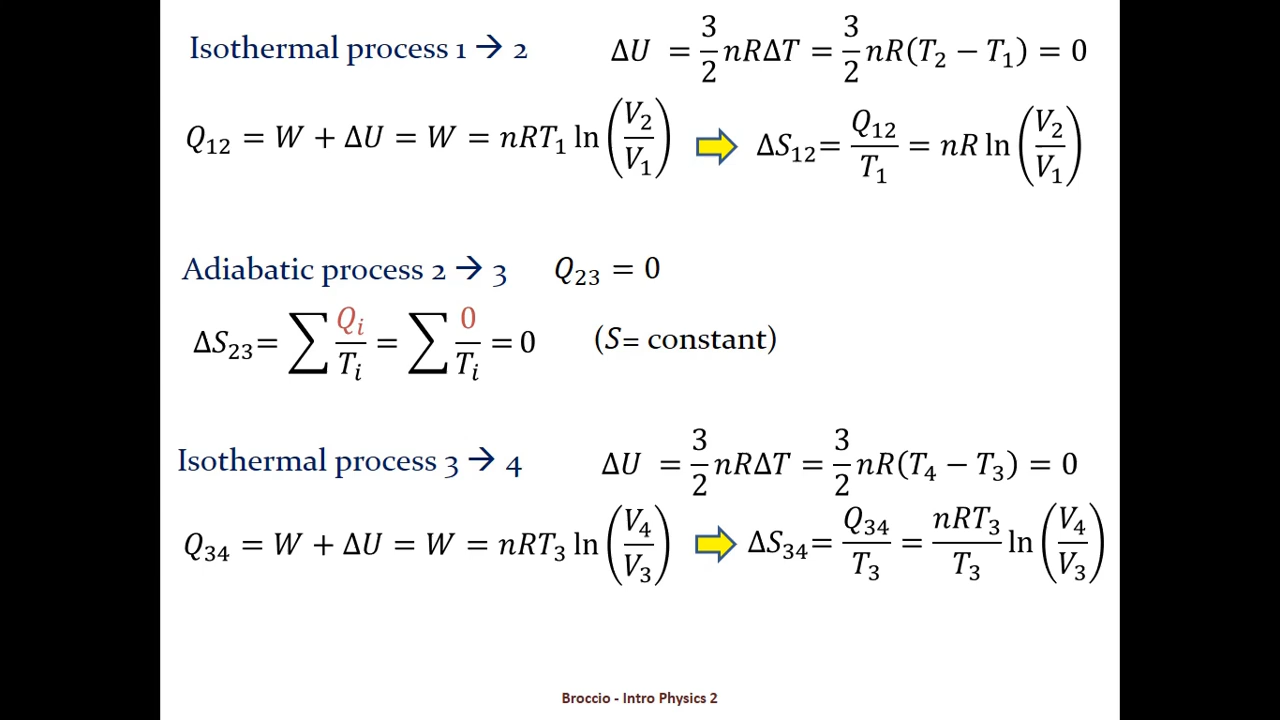 Isothermal process 1 → 2    ΔU = 3/2 nRΔT = 3/2 nR(T₂ − T₁) = 0
Q₁₂ = W + ΔU = W = nRT₁ ln (V₂/V₁)    ΔS₁₂= Q₁₂/T₁ = nR ln (V₂/V₁)
Adiabatic process 2 → 3    Q₂₃ = 0
ΔS₂₃= ∑ Qᵢ/Tᵢ = ∑ 0/Tᵢ = 0    (S= constant)
Isothermal process 3 → 4    ΔU = 3/2 nRΔT = 3/2 nR(T₄ − T₃) = 0
Q₃₄ = W + ΔU = W = nRT₃ ln (V₄/V₃)    ΔS₃₄= Q₃₄/T₃ = nRT₃/T₃ ln (V₄/V₃)
Broccio - Intro Physics 2